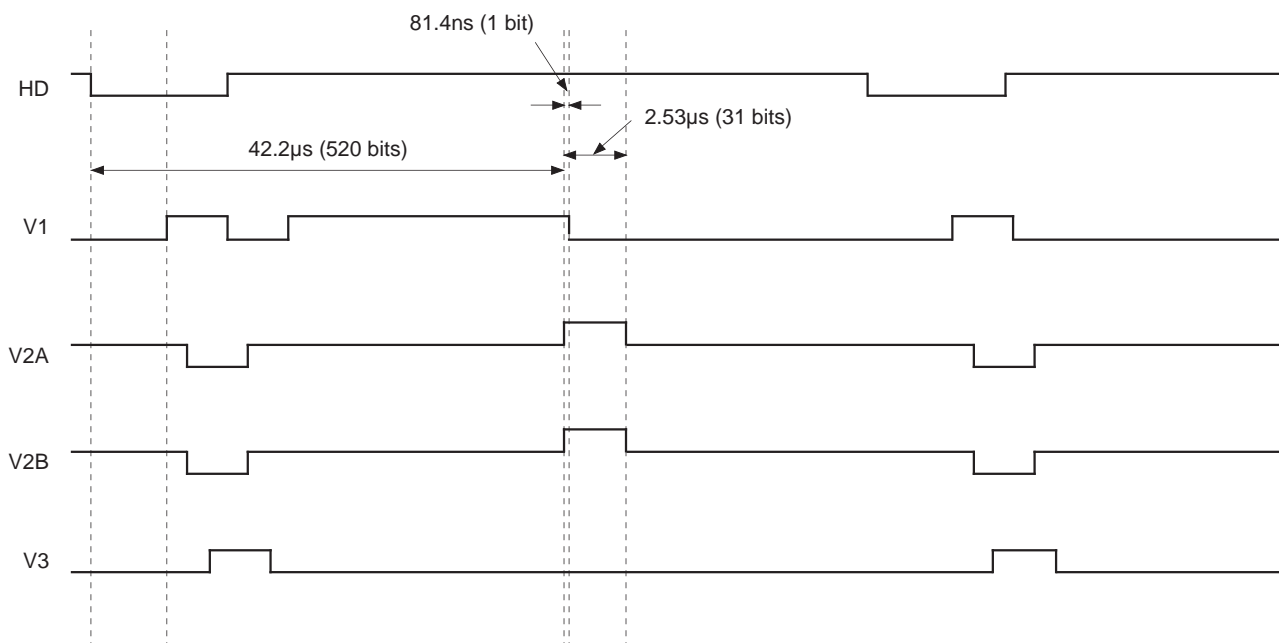 81.4ns (1 bit)
HD
2.53µs (31 bits)
42.2µs (520 bits)
V1
V2A
V2B
V3